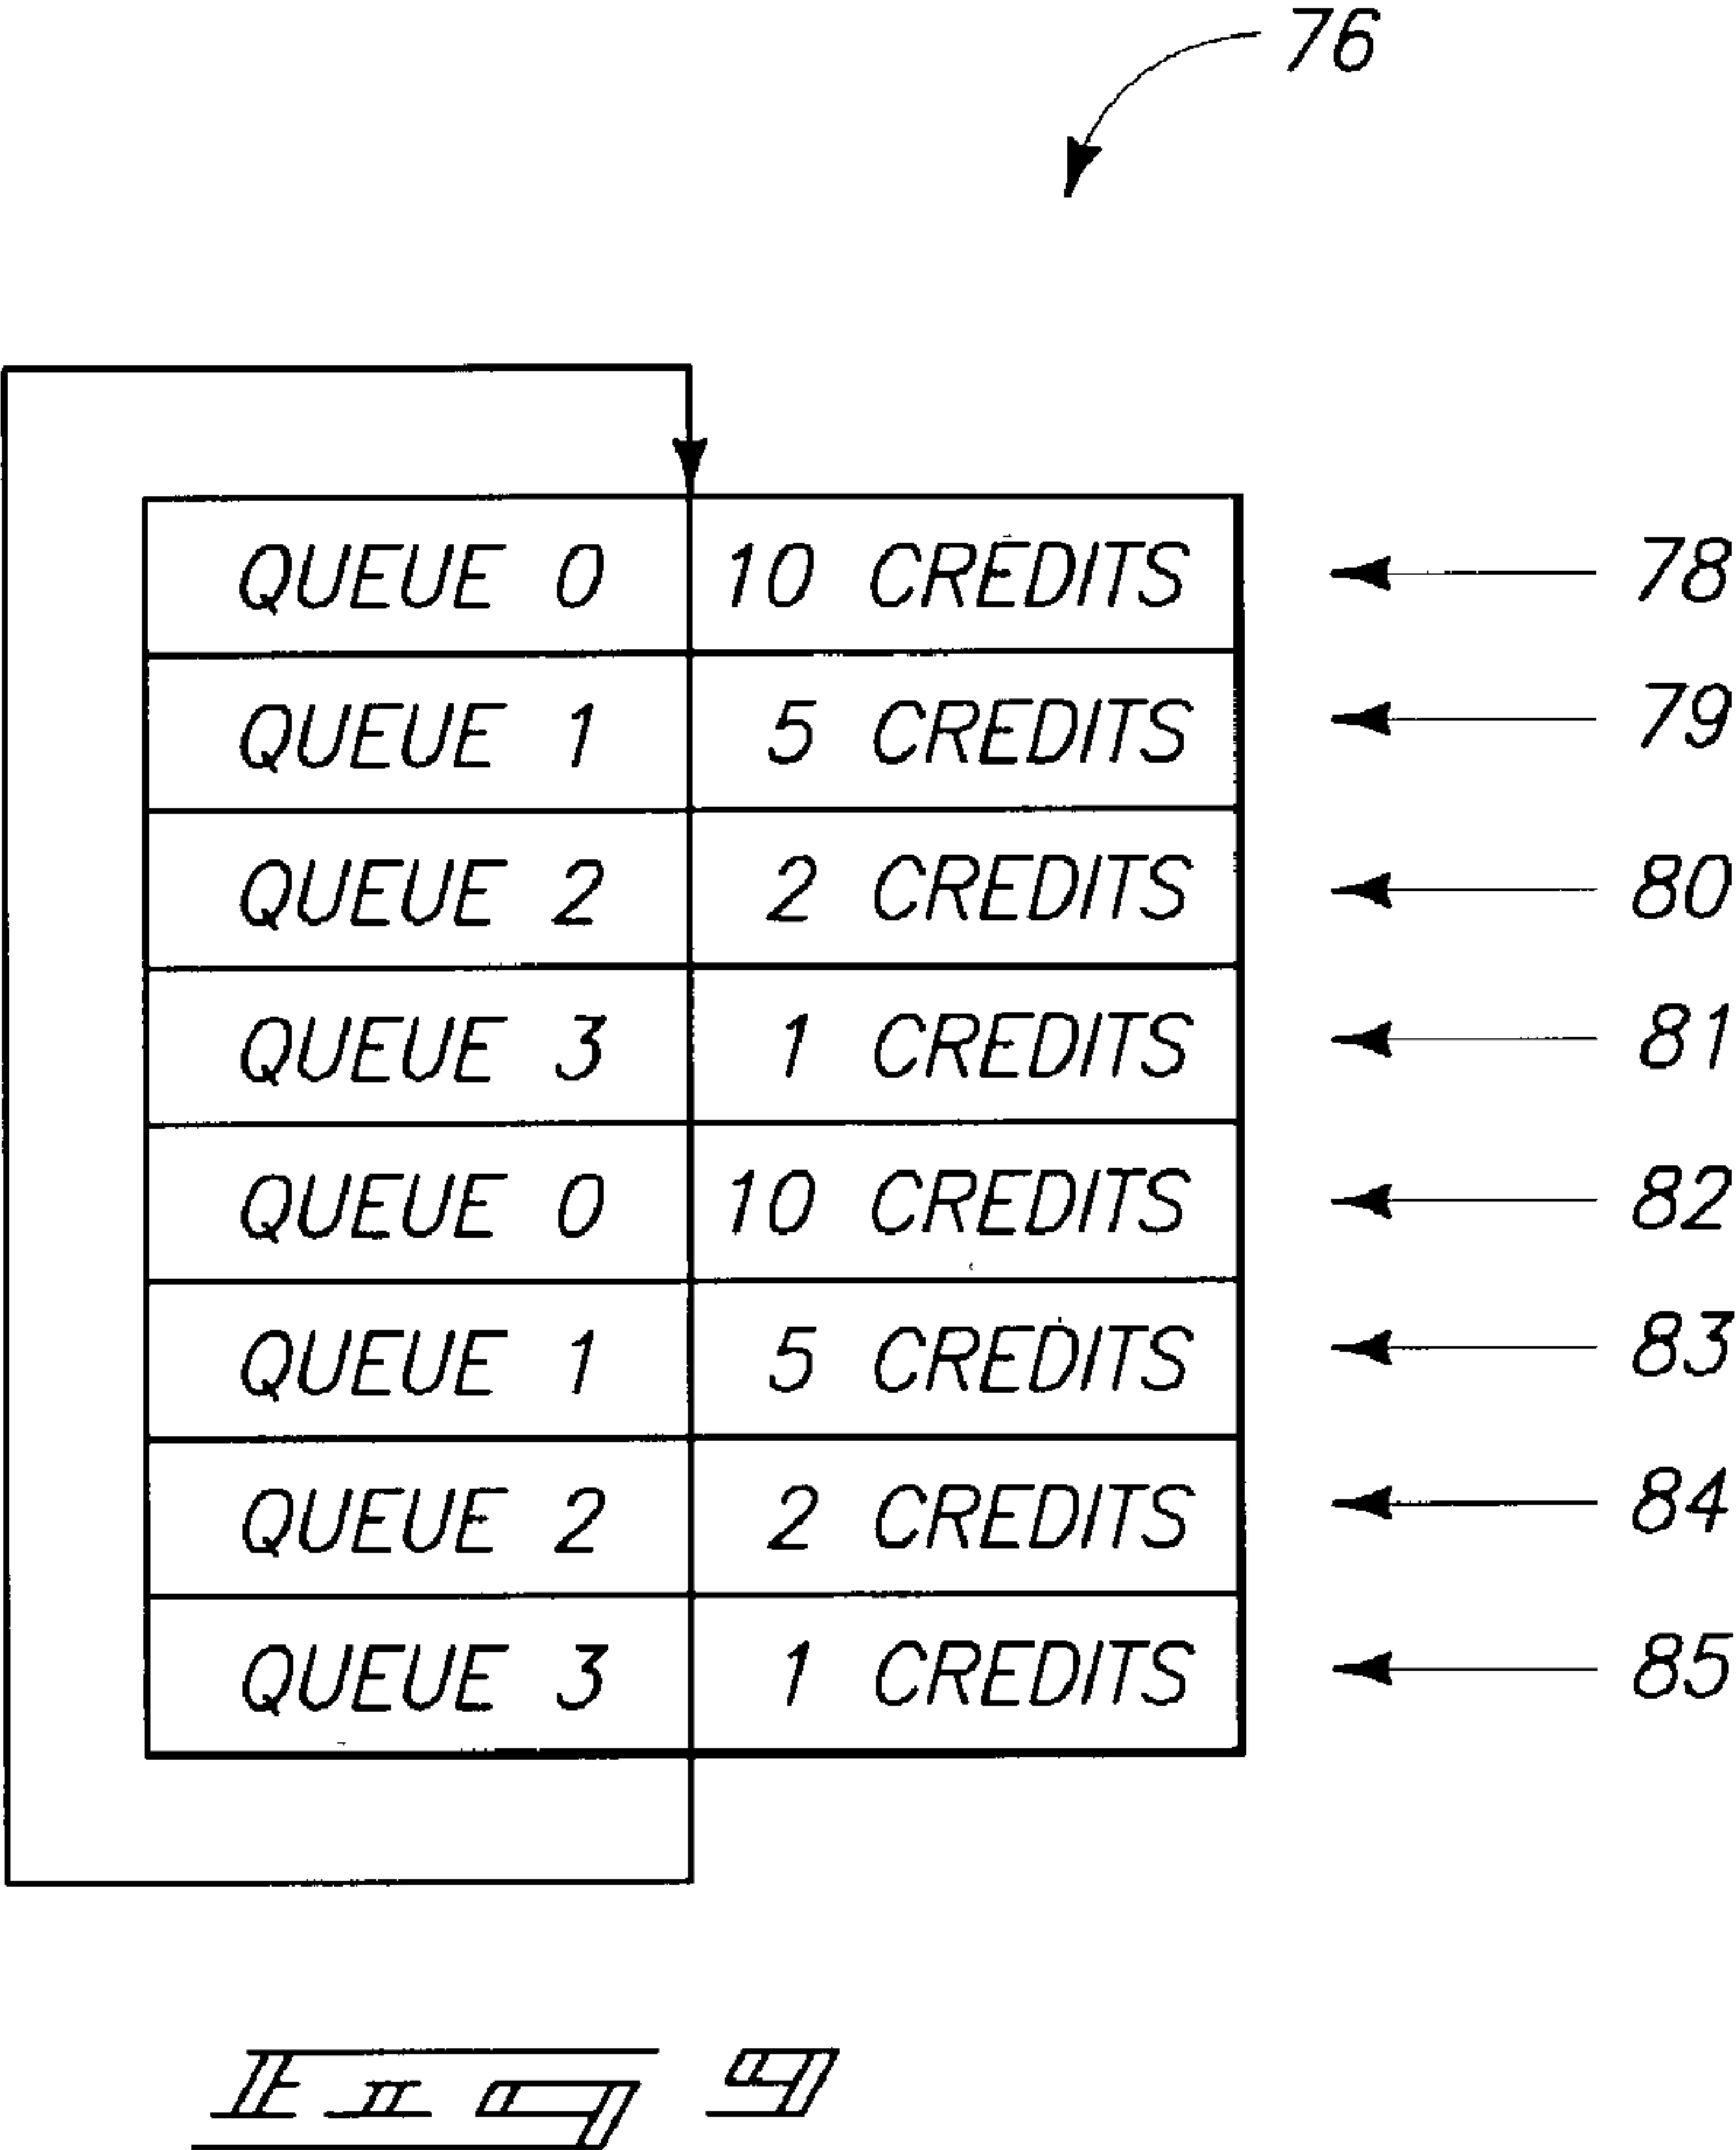 76
QUEUE 0 10 CREDITS 78
QUEUE 1 5 CREDITS 79
QUEUE 2 2 CREDITS 80
QUEUE 3 1 CREDITS 81
QUEUE 0 10 CREDITS 82
QUEUE 1 5 CREDITS 83
QUEUE 2 2 CREDITS 84
QUEUE 3 1 CREDITS 85
Fig 9